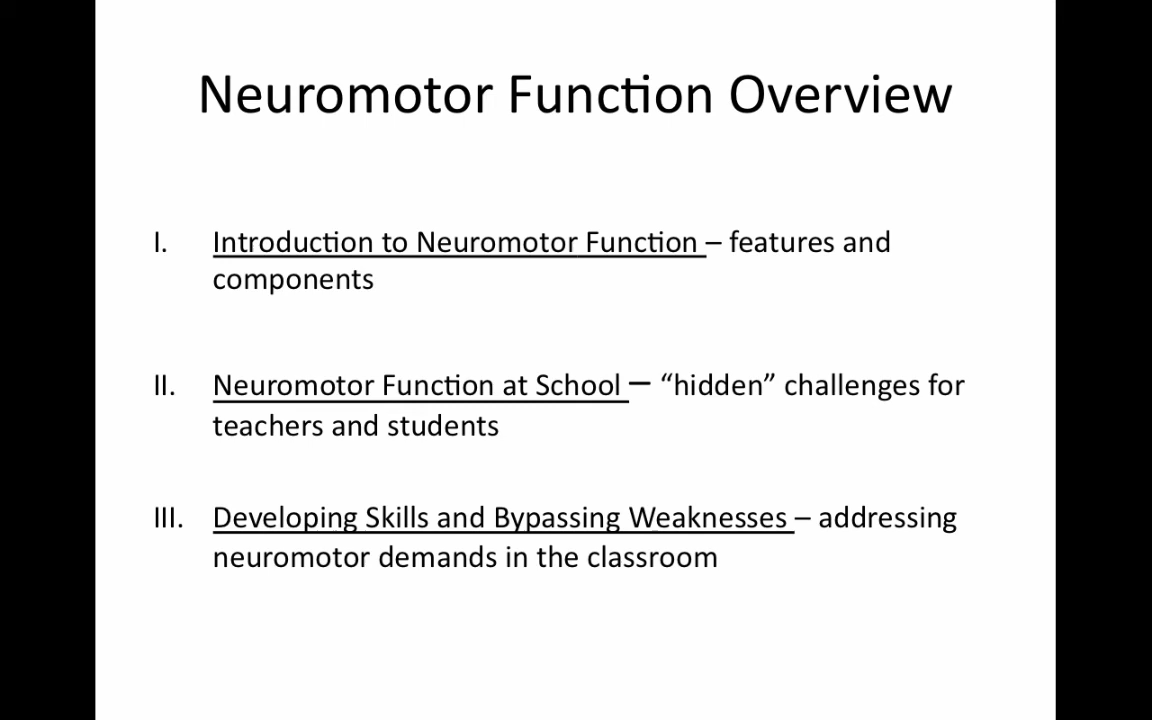 Neuromotor Function Overview
I. Introduction to Neuromotor Function – features and
components
II. Neuromotor Function at School – “hidden” challenges for
teachers and students
III. Developing Skills and Bypassing Weaknesses – addressing
neuromotor demands in the classroom